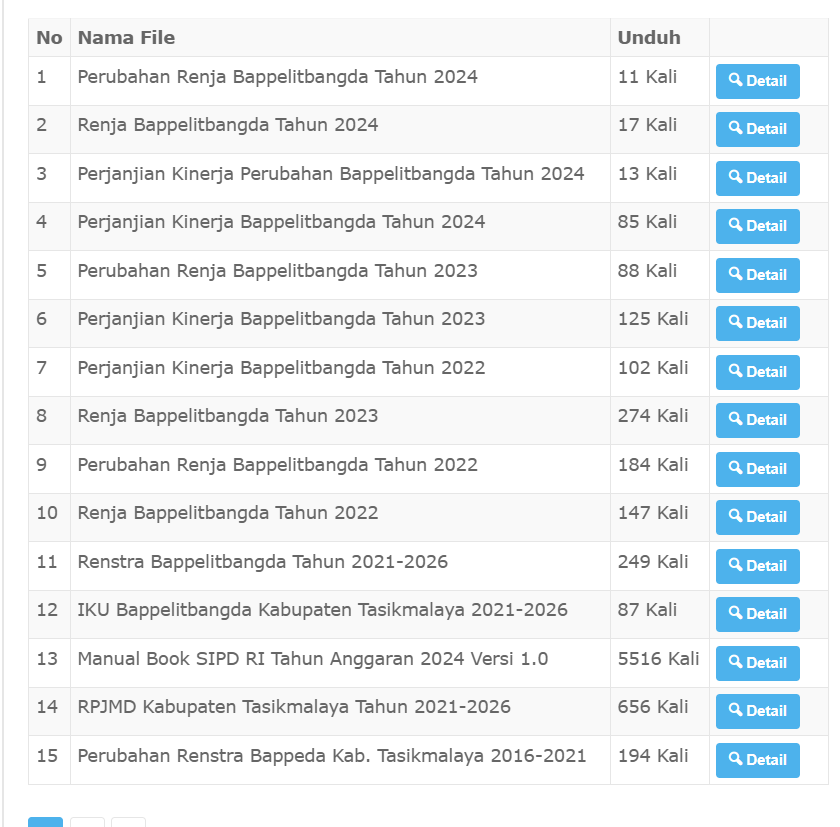 No Nama File Unduh
1 Perubahan Renja Bappelitbangda Tahun 2024 11 Kali Detail
2 Renja Bappelitbangda Tahun 2024 17 Kali Detail
3 Perjanjian Kinerja Perubahan Bappelitbangda Tahun 2024 13 Kali Detail
4 Perjanjian Kinerja Bappelitbangda Tahun 2024 85 Kali Detail
5 Perubahan Renja Bappelitbangda Tahun 2023 88 Kali Detail
6 Perjanjian Kinerja Bappelitbangda Tahun 2023 125 Kali Detail
7 Perjanjian Kinerja Bappelitbangda Tahun 2022 102 Kali Detail
8 Renja Bappelitbangda Tahun 2023 274 Kali Detail
9 Perubahan Renja Bappelitbangda Tahun 2022 184 Kali Detail
10 Renja Bappelitbangda Tahun 2022 147 Kali Detail
11 Renstra Bappelitbangda Tahun 2021-2026 249 Kali Detail
12 IKU Bappelitbangda Kabupaten Tasikmalaya 2021-2026 87 Kali Detail
13 Manual Book SIPD RI Tahun Anggaran 2024 Versi 1.0 5516 Kali Detail
14 RPJMD Kabupaten Tasikmalaya Tahun 2021-2026 656 Kali Detail
15 Perubahan Renstra Bappeda Kab. Tasikmalaya 2016-2021 194 Kali Detail